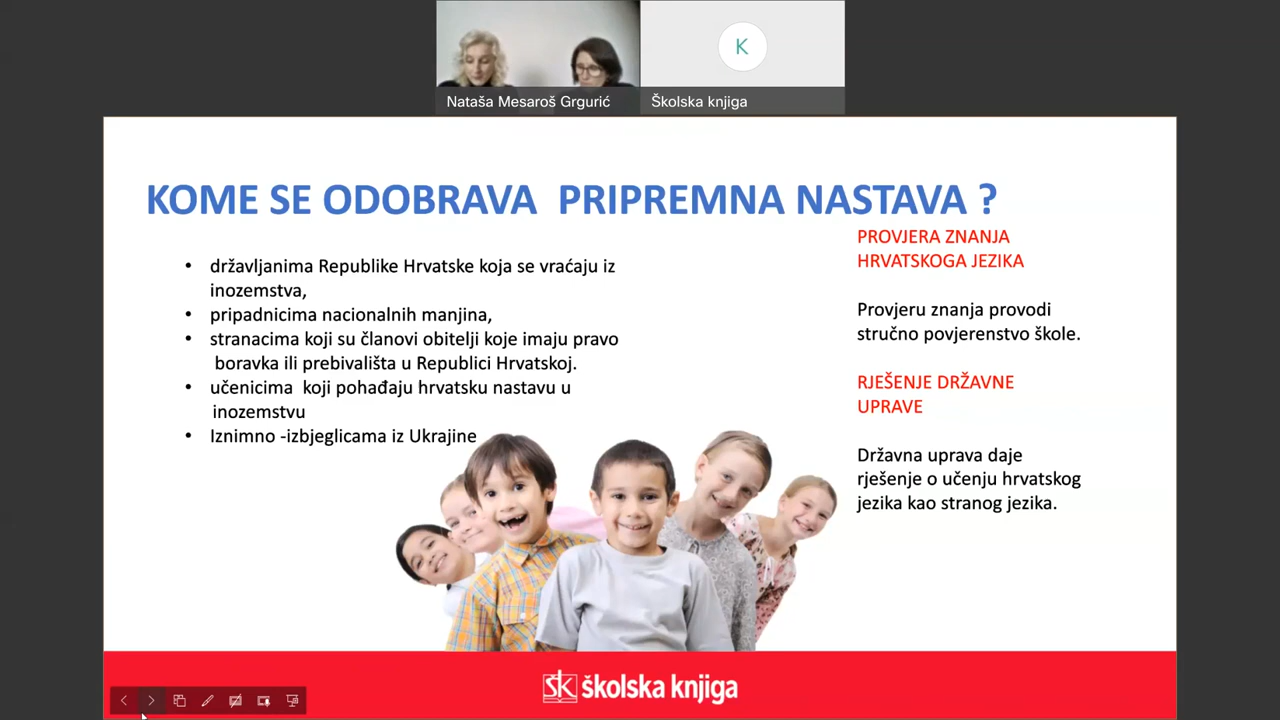 Nataša Mesaroš Grgurić
K
Školska knjiga
KOME SE ODOBRAVA  PRIPREMNA NASTAVA ?
• državljanima Republike Hrvatske koja se vraćaju iz
inozemstva,
• pripadnicima nacionalnih manjina,
• stranacima koji su članovi obitelji koje imaju pravo
boravka ili prebivališta u Republici Hrvatskoj.
• učenicima  koji pohađaju hrvatsku nastavu u
inozemstvu
• Iznimno -izbjeglicama iz Ukrajine
PROVJERA ZNANJA
HRVATSKOGA JEZIKA
Provjeru znanja provodi
stručno povjerenstvo škole.
RJEŠENJE DRŽAVNE
UPRAVE
Državna uprava daje
rješenje o učenju hrvatskog
jezika kao stranog jezika.
šk školska knjiga